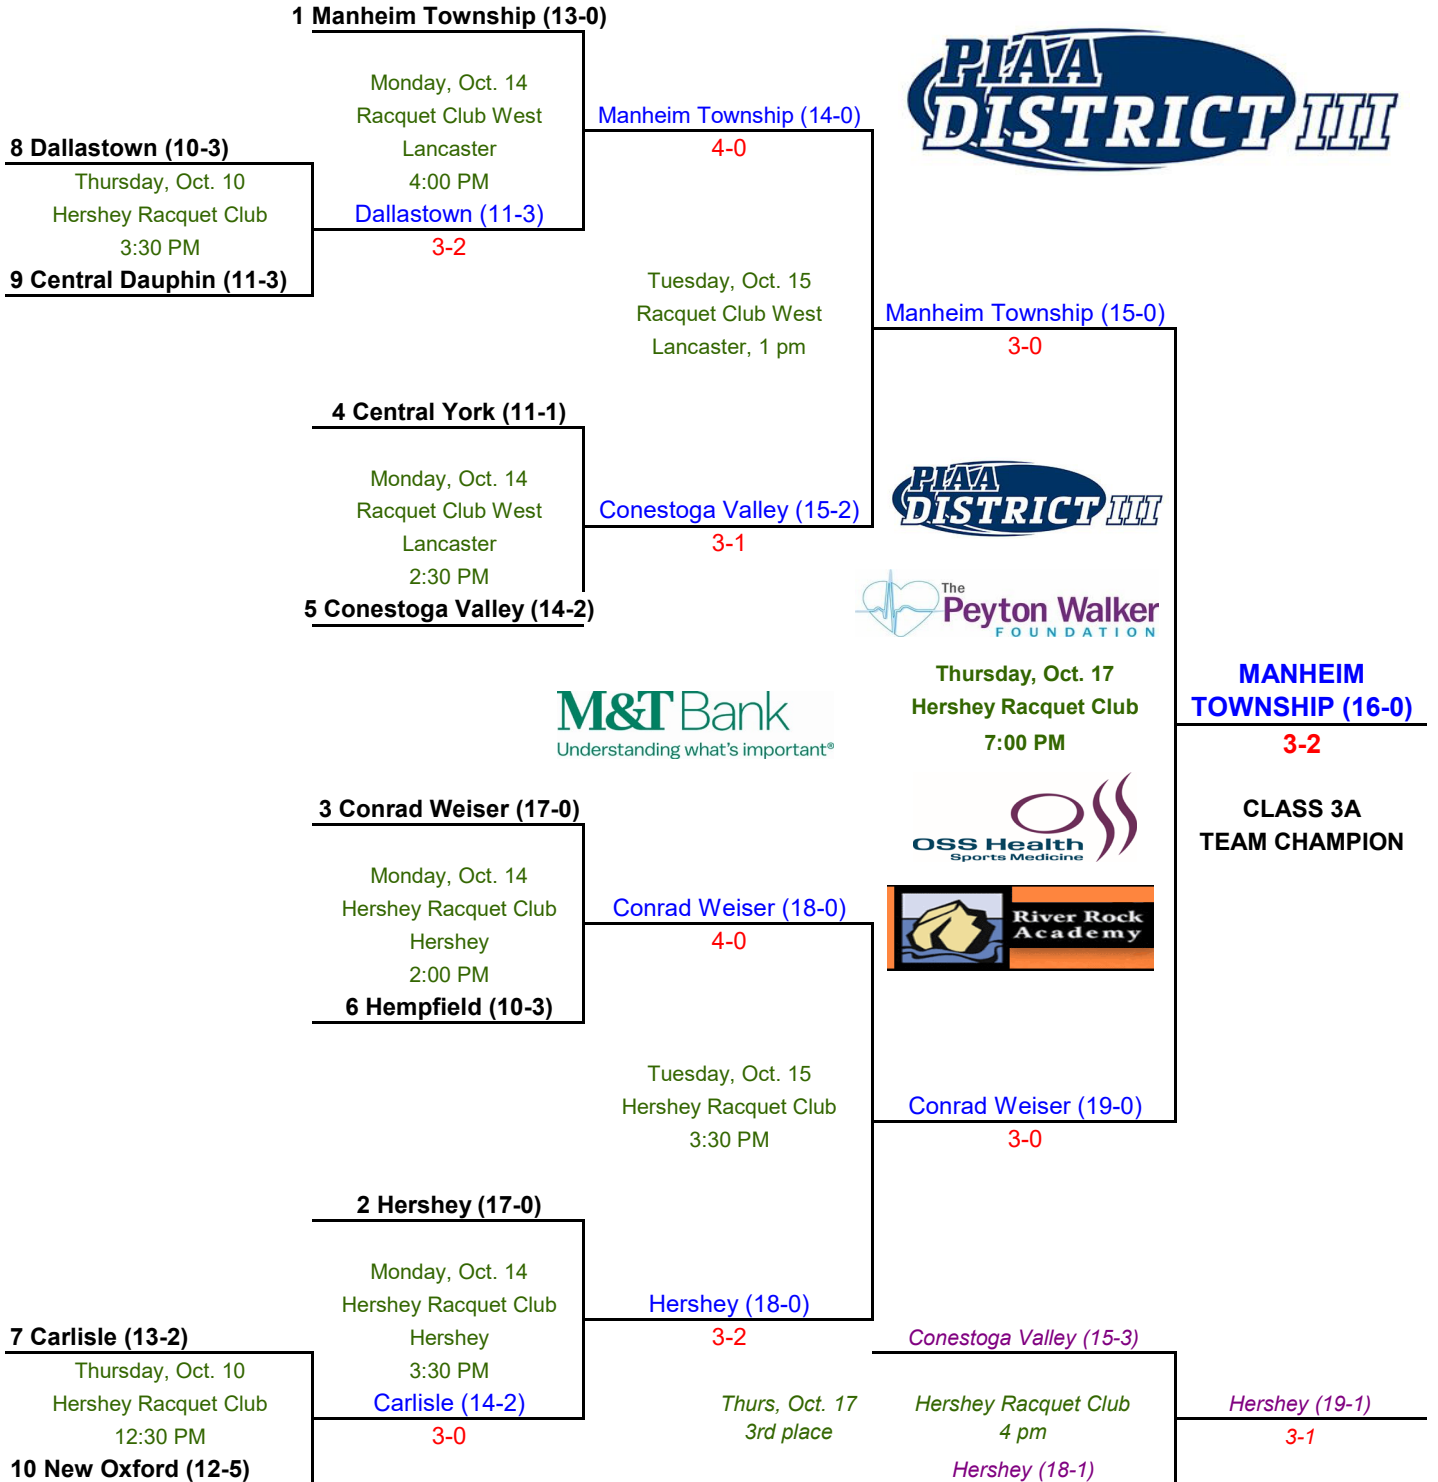 1 Manheim Township (13-0)
Monday, Oct. 14
Racquet Club West
Lancaster
4:00 PM
8 Dallastown (10-3)
Thursday, Oct. 10
Hershey Racquet Club
3:30 PM
9 Central Dauphin (11-3)
Dallastown (11-3)
3-2
Manheim Township (14-0)
4-0
PIAA
DISTRICT III
Tuesday, Oct. 15
Racquet Club West
Lancaster, 1 pm
Manheim Township (15-0)
3-0
4 Central York (11-1)
Monday, Oct. 14
Racquet Club West
Lancaster
2:30 PM
5 Conestoga Valley (14-2)
Conestoga Valley (15-2)
3-1
PIAA
DISTRICT III
The
Peyton Walker
FOUNDATION
Thursday, Oct. 17
Hershey Racquet Club
7:00 PM
MANHEIM
TOWNSHIP (16-0)
3-2
CLASS 3A
TEAM CHAMPION
M&T Bank
Understanding what's important®
OSS Health
Sports Medicine
River Rock
Academy
3 Conrad Weiser (17-0)
Monday, Oct. 14
Hershey Racquet Club
Hershey
2:00 PM
6 Hempfield (10-3)
Conrad Weiser (18-0)
4-0
Tuesday, Oct. 15
Hershey Racquet Club
3:30 PM
Conrad Weiser (19-0)
3-0
2 Hershey (17-0)
Monday, Oct. 14
Hershey Racquet Club
Hershey
3:30 PM
Carlisle (14-2)
3-0
Hershey (18-0)
3-2
7 Carlisle (13-2)
Thursday, Oct. 10
Hershey Racquet Club
12:30 PM
10 New Oxford (12-5)
Thurs, Oct. 17
3rd place
Conestoga Valley (15-3)
Hershey Racquet Club
4 pm
Hershey (18-1)
Hershey (19-1)
3-1